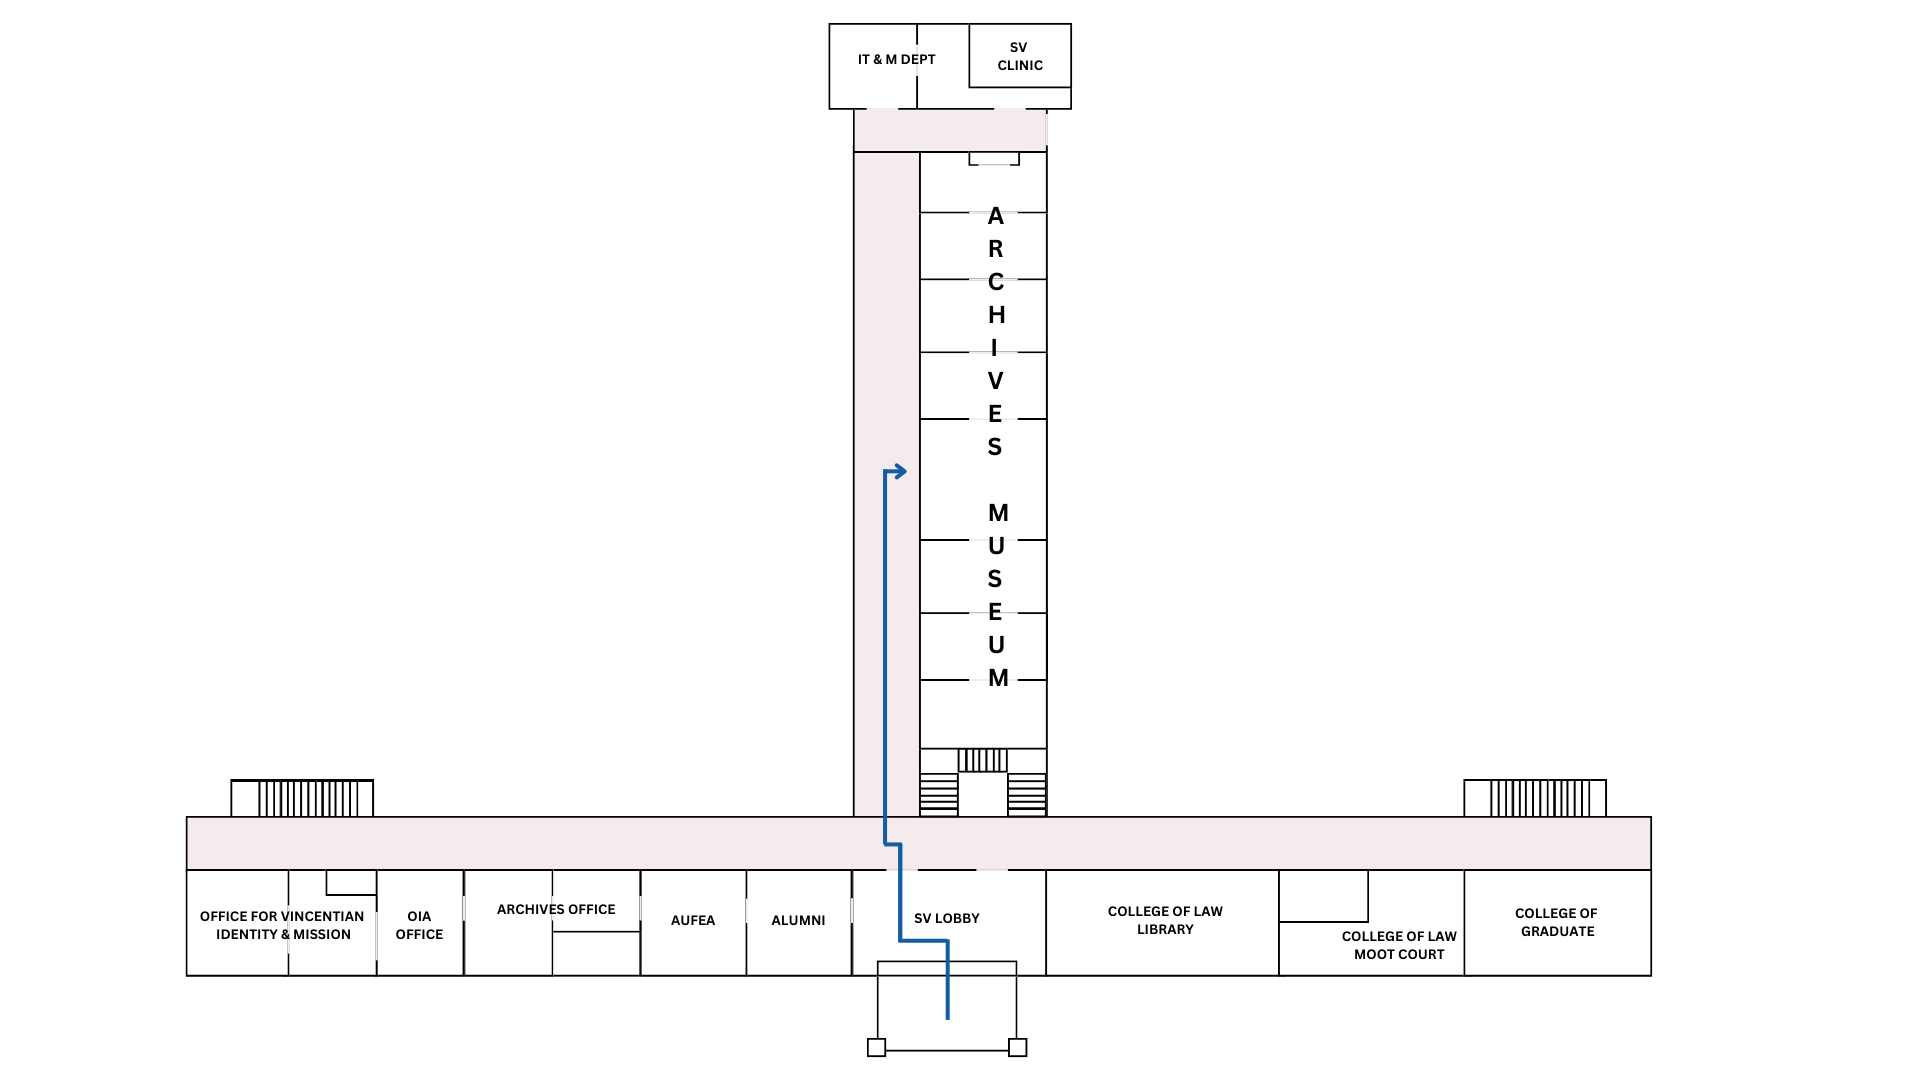 IT & M DEPT
SV
CLINIC
A
R
C
H
I
V
E
S
M
U
S
E
U
M
OFFICE FOR VINCENTIAN
IDENTITY & MISSION
OIA
OFFICE
ARCHIVES OFFICE
AUFEA
ALUMNI
SV LOBBY
COLLEGE OF LAW
LIBRARY
COLLEGE OF LAW
MOOT COURT
COLLEGE OF
GRADUATE